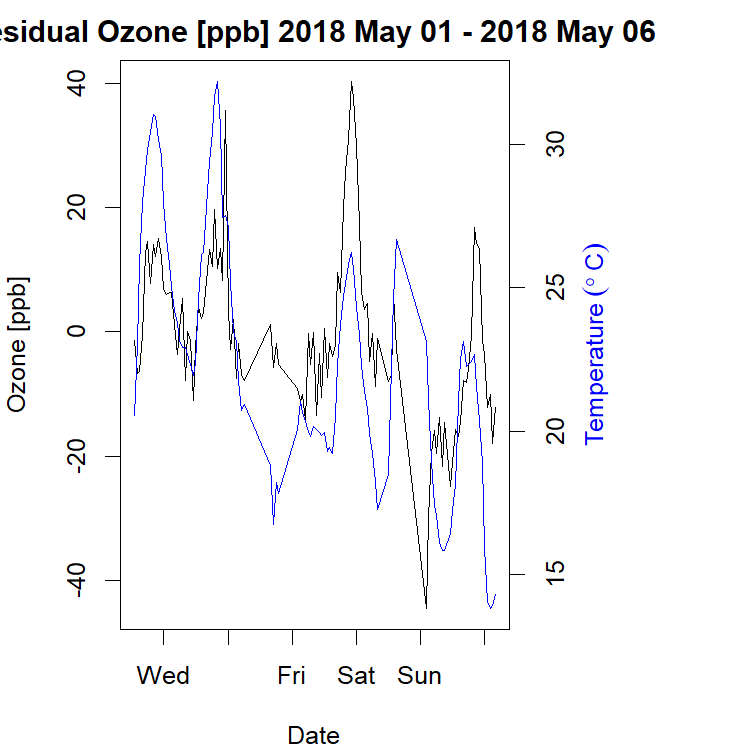 esidual Ozone [ppb] 2018 May 01 - 2018 May 06
40
20
0
-20
-40
Ozone [ppb]
30
25
20
15
Temperature (° C)
Wed Fri Sat Sun
Date